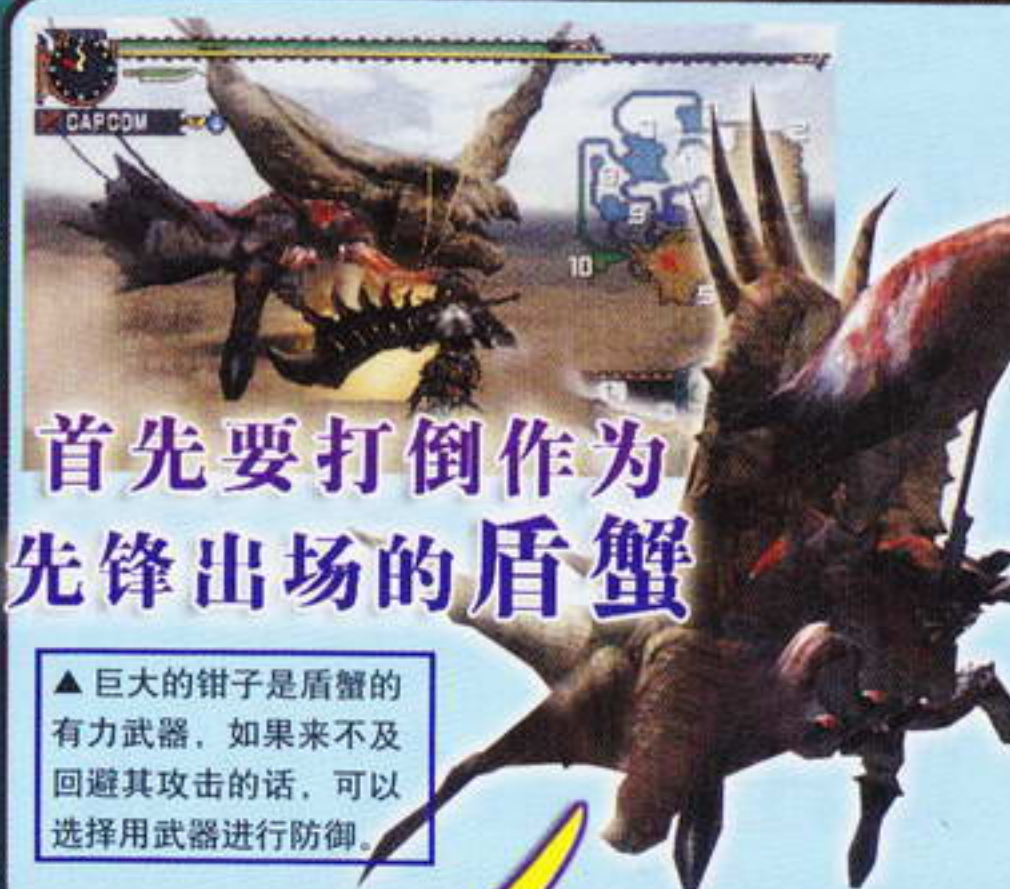 CAPCOM
10
5
首先要打倒作为
先锋出场的盾蟹
▲巨大的钳子是盾蟹的
有力武器，如果来不及
回避其攻击的话，可以
选择用武器进行防御。